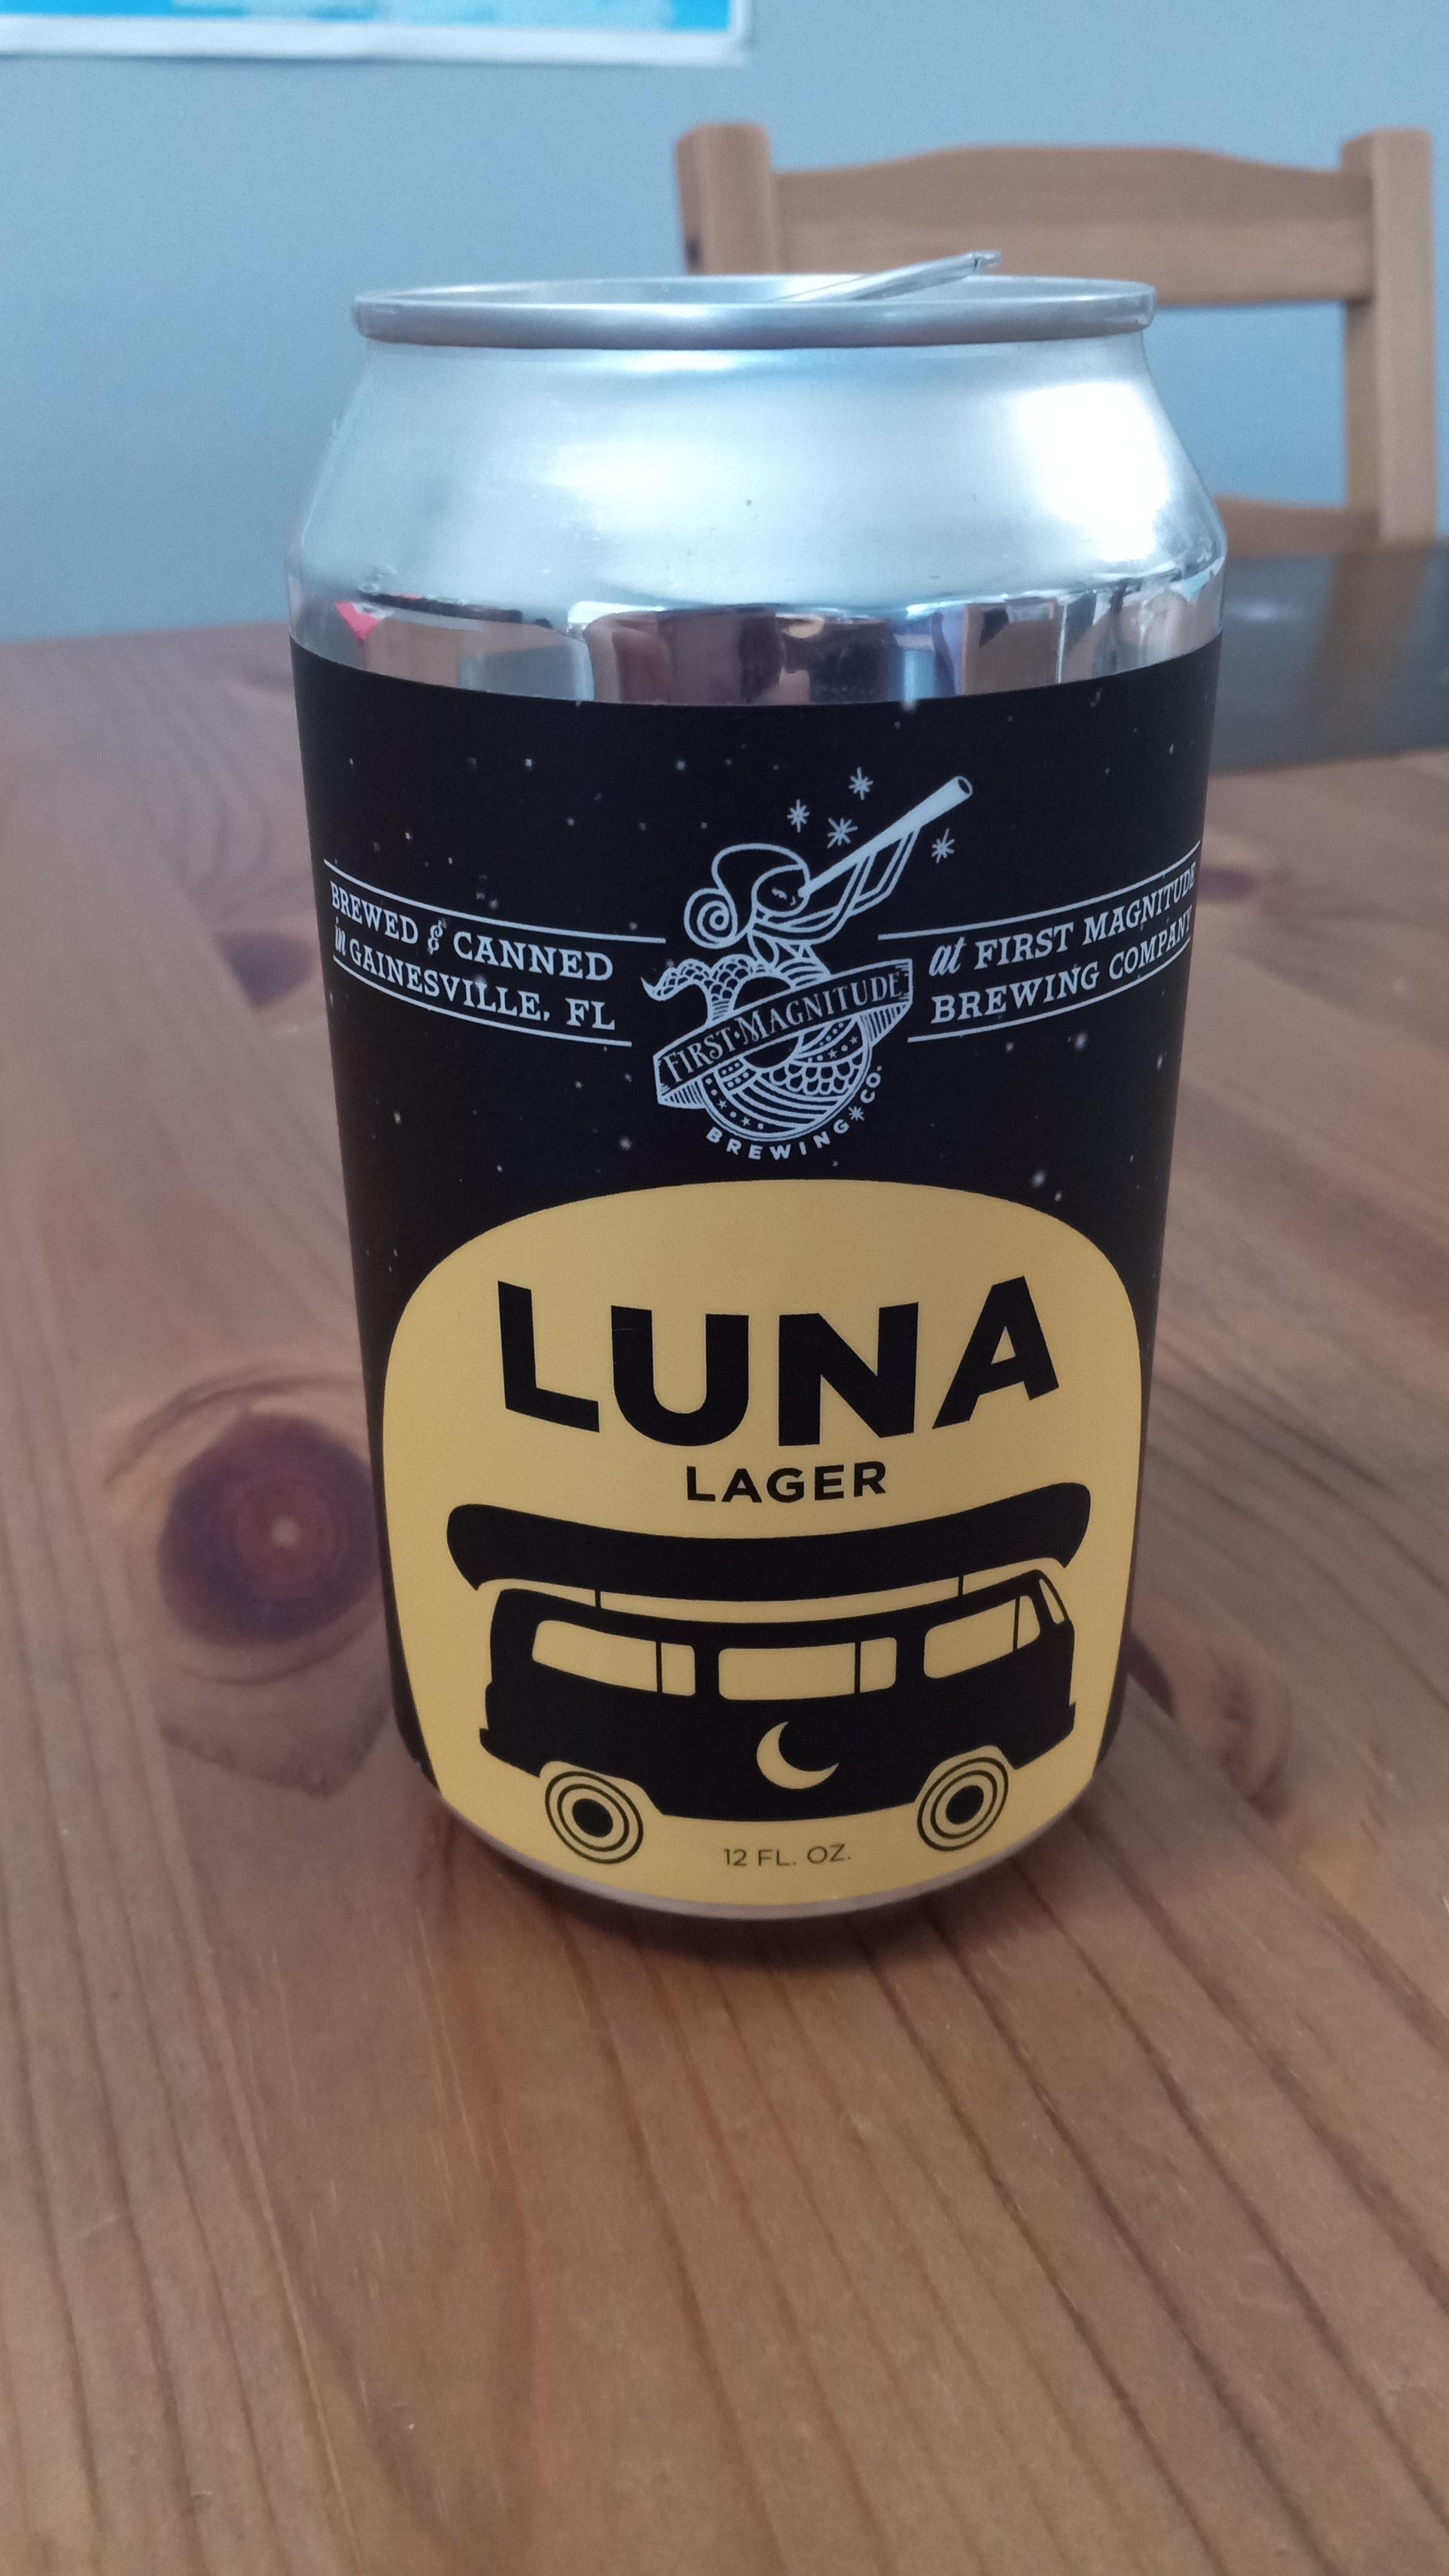 BREWED & CANNED
in GAINESVILLE, FL
FIRST·MAGNITUDE
BREWING * CO.
at FIRST MAGNITUDE
BREWING COMPANY
LUNA
LAGER
12 FL. OZ.